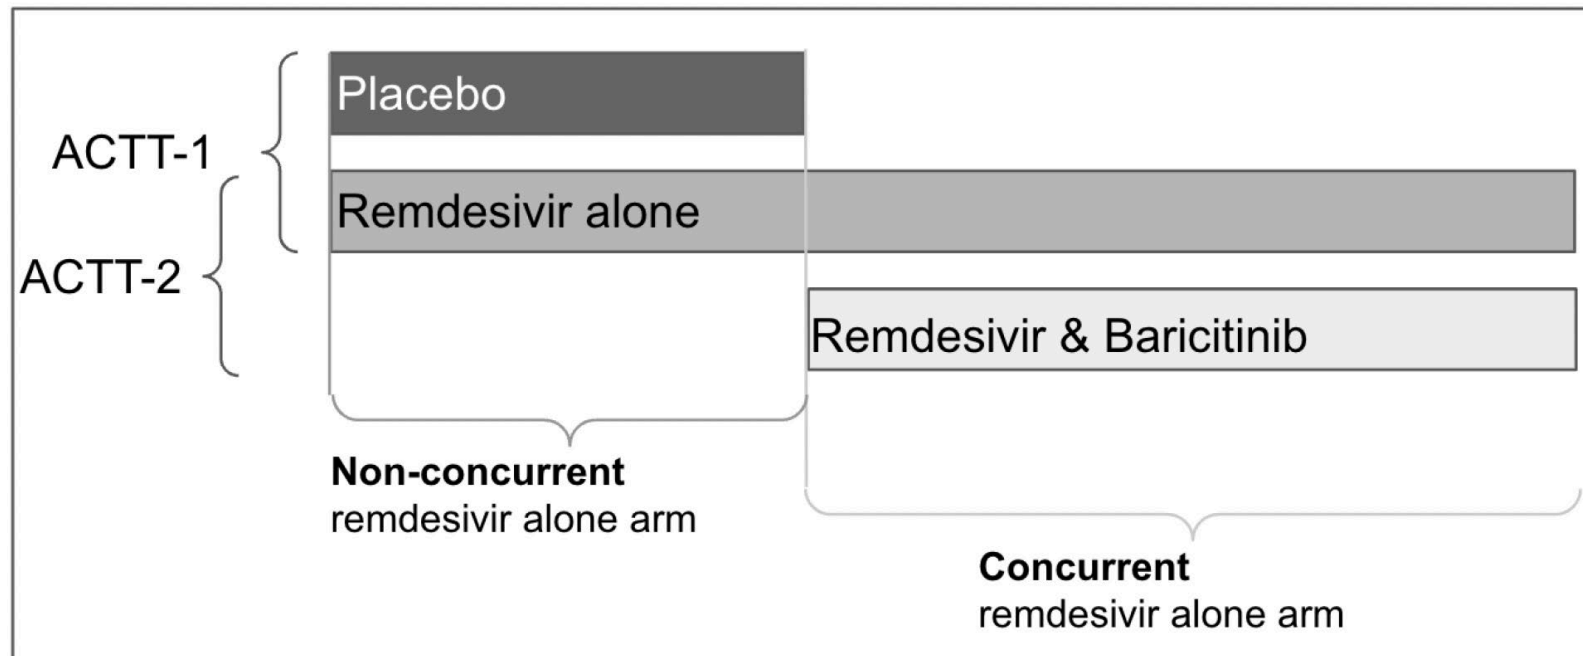 Placebo
ACTT-1
Remdesivir alone
ACTT-2
Remdesivir & Baricitinib
Non-concurrent
remdesivir alone arm
Concurrent
remdesivir alone arm